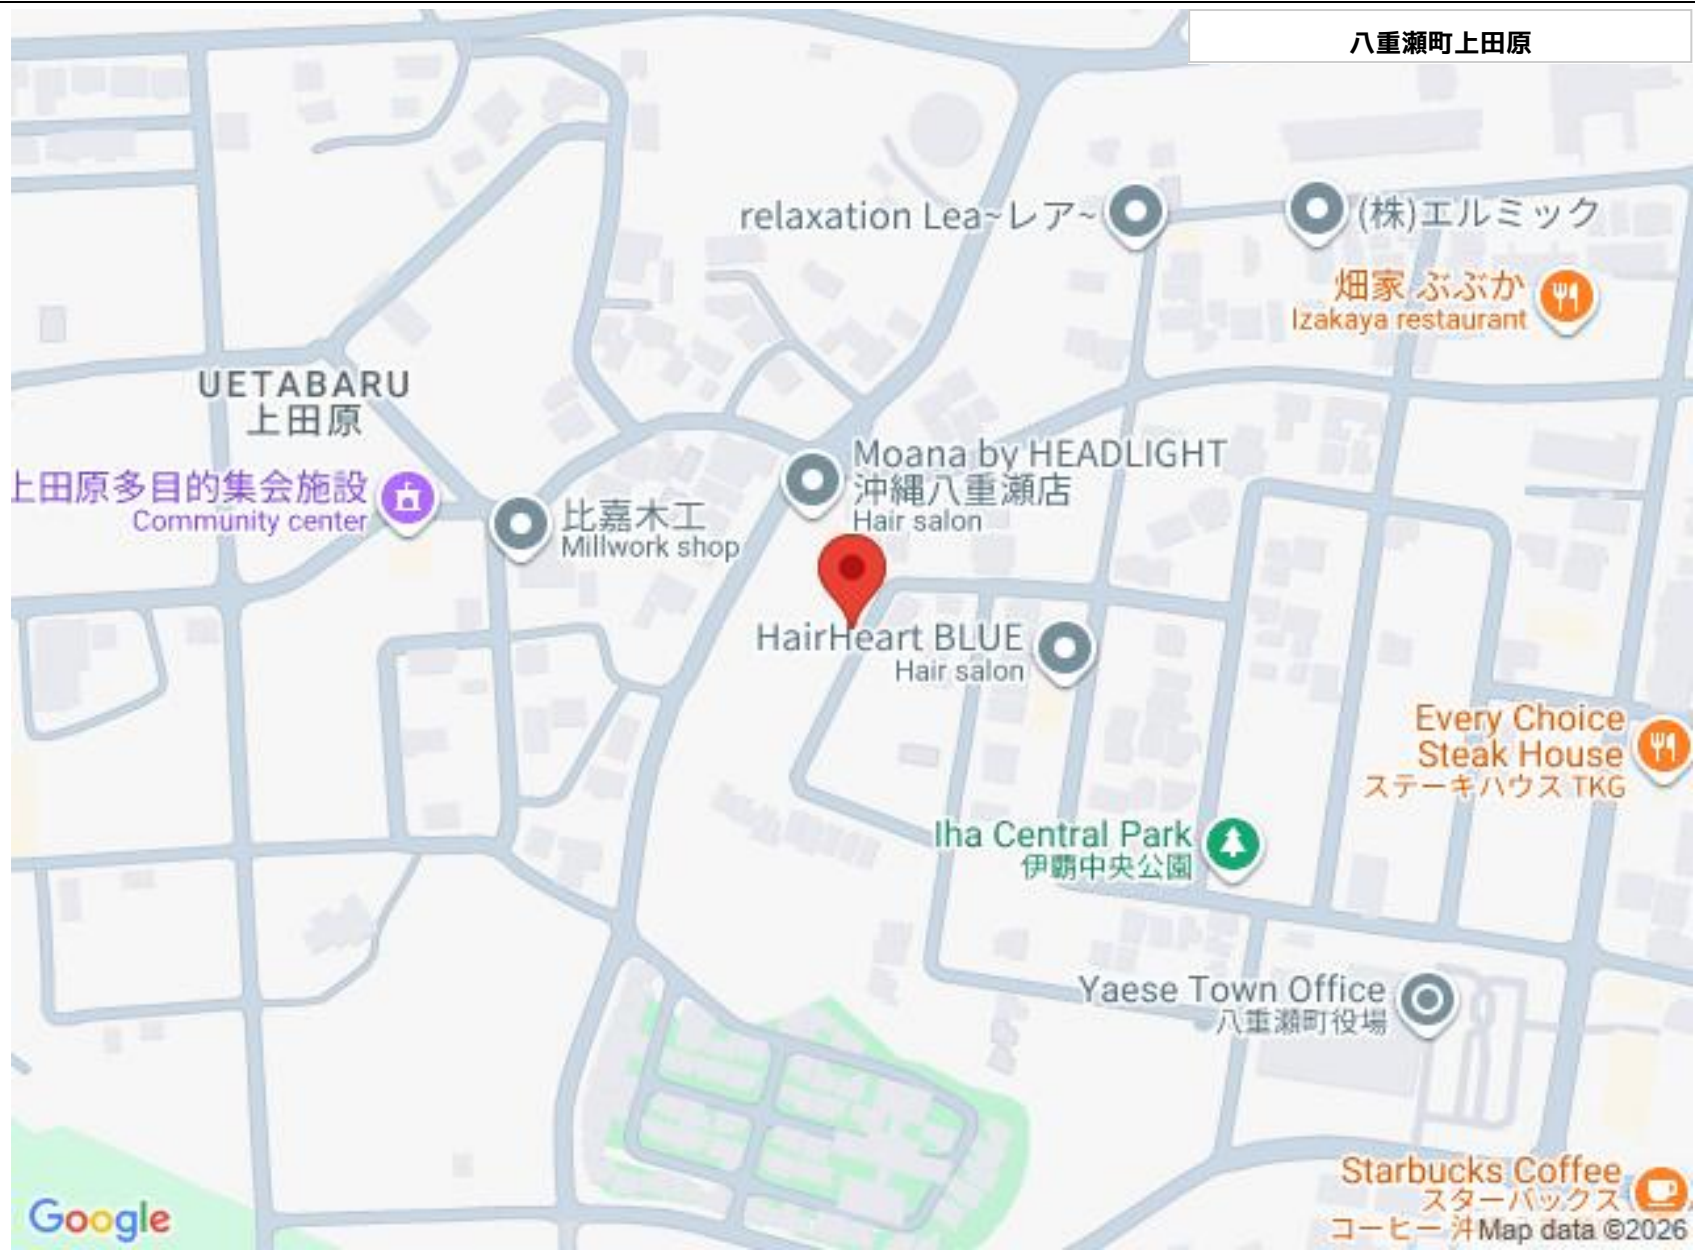 八重瀬町上田原
relaxation Lea~レア~
(株)エルミック
畑家 ぶぶか
Izakaya restaurant
UETABARU
上田原
Moana by HEADLIGHT
沖縄八重瀬店
Hair salon
上田原多目的集会施設
Community center
比嘉木工
Millwork shop
HairHeart BLUE
Hair salon
Every Choice
Steak House
ステーキハウス TKG
Iha Central Park
伊覇中央公園
Yaese Town Office
八重瀬町役場
Starbucks Coffee
スターバックス
コーヒー 沖
Google
Map data ©2026